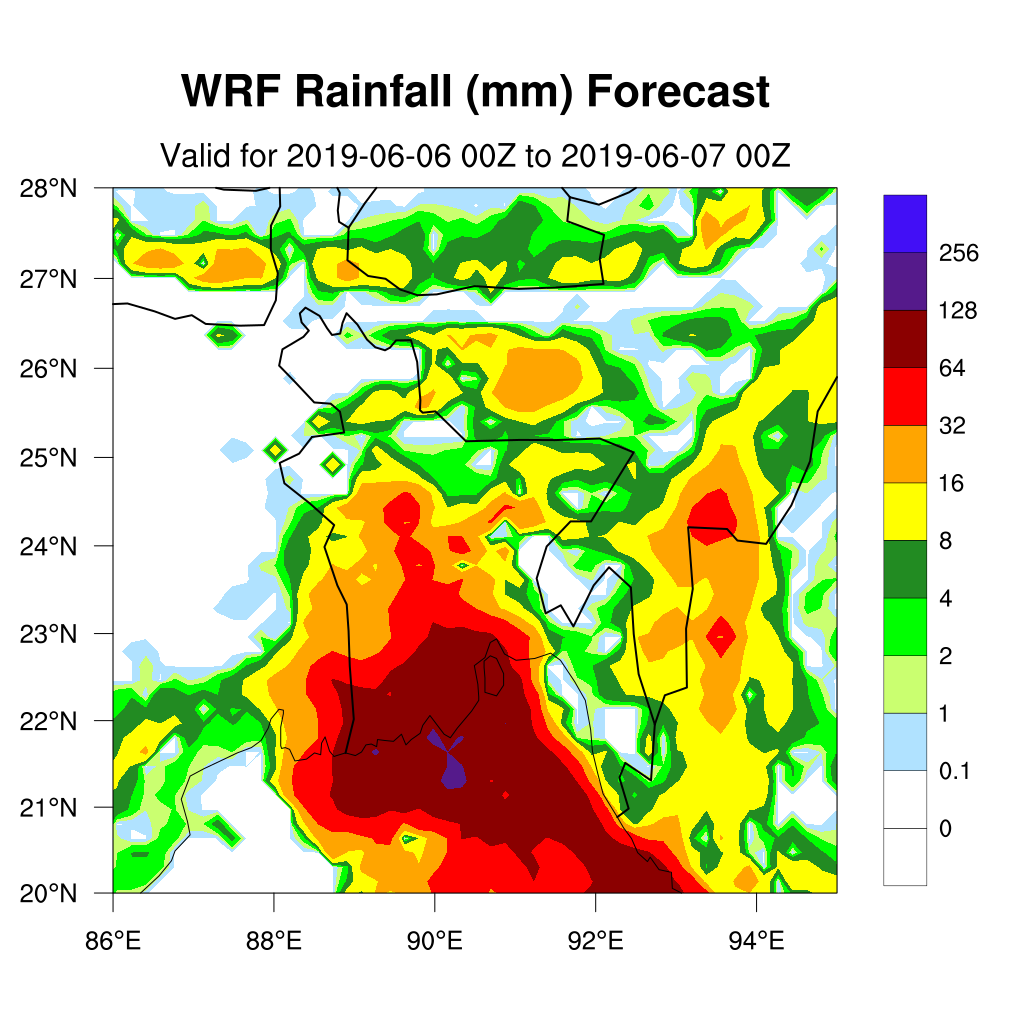 WRF Rainfall (mm) Forecast
Valid for 2019-06-06 00Z to 2019-06-07 00Z
28°N
27°N
26°N
25°N
24°N
23°N
22°N
21°N
20°N
86°E 88°E 90°E 92°E 94°E
256
128
64
32
16
8
4
2
1
0.1
0